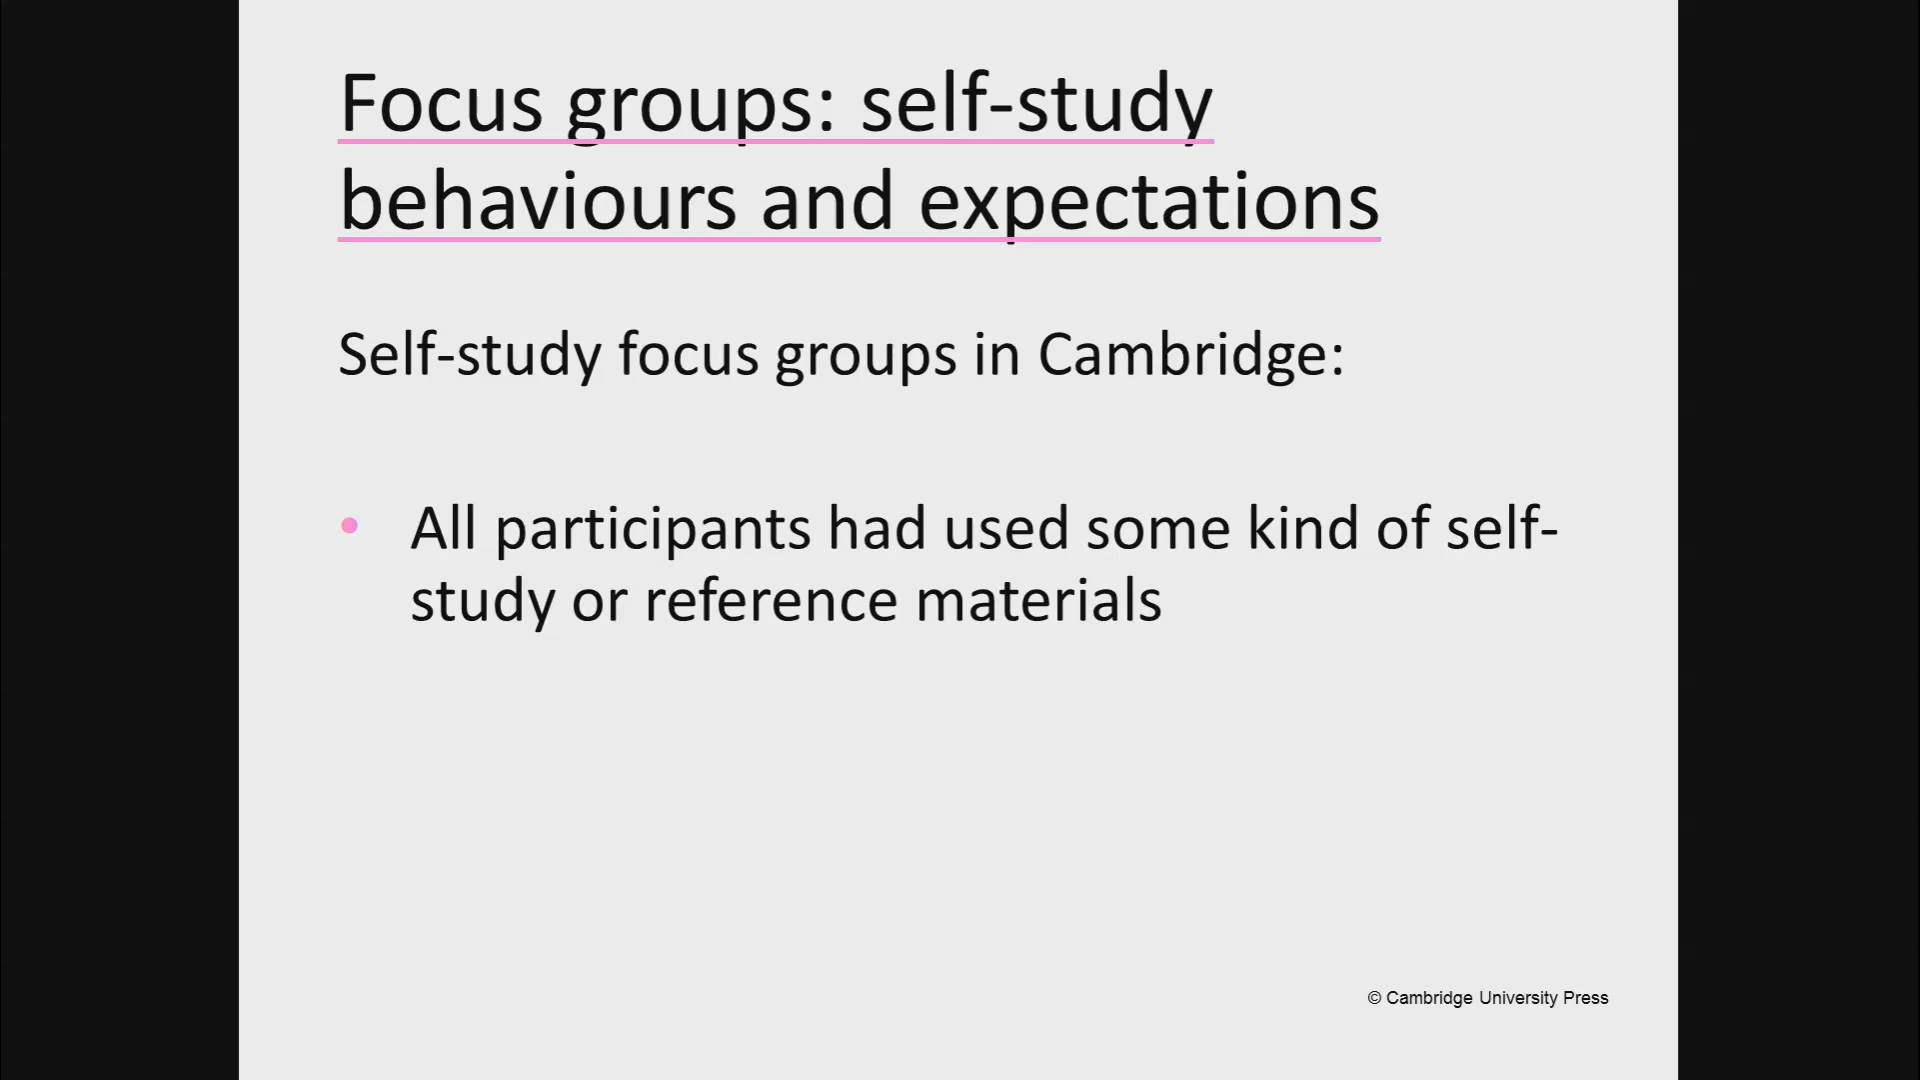 Focus groups: self-study
behaviours and expectations
Self-study focus groups in Cambridge:
• All participants had used some kind of self-
study or reference materials
© Cambridge University Press